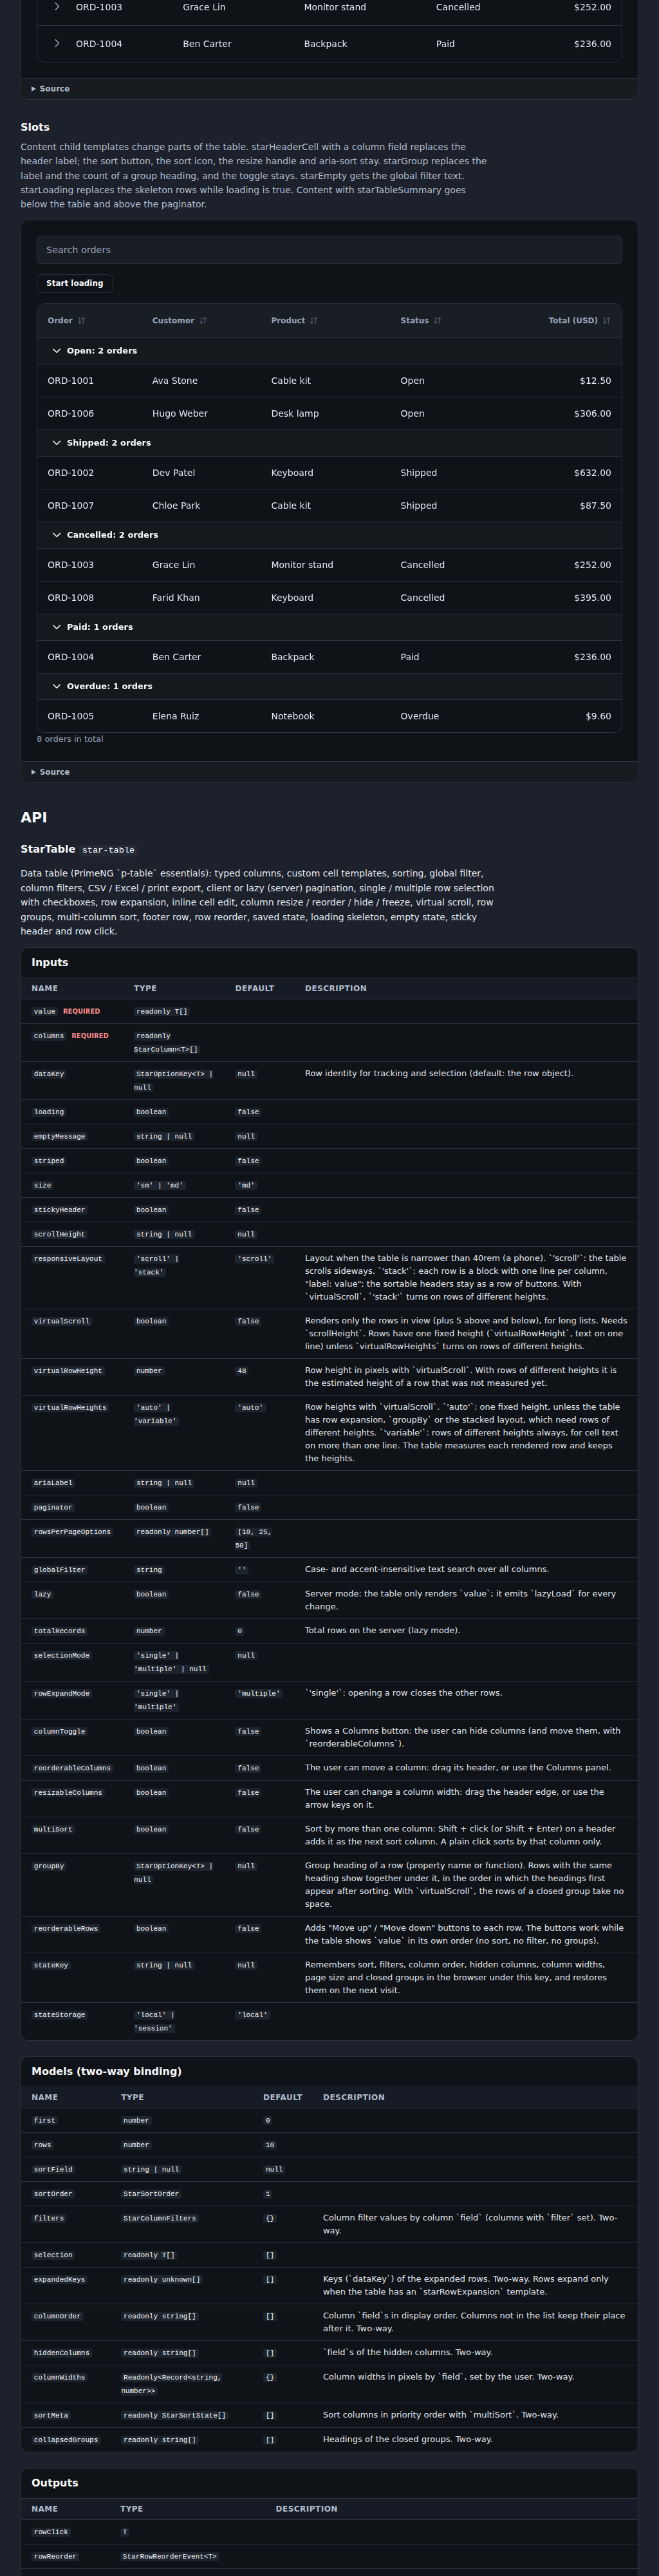 ORD-1003 Grace Lin Monitor stand Cancelled $252.00
ORD-1004 Ben Carter Backpack Paid $236.00
Source
Slots
Content child templates change parts of the table. starHeaderCell with a column field replaces the
header label; the sort button, the sort icon, the resize handle and aria-sort stay. starGroup replaces the
label and the count of a group heading, and the toggle stays. starEmpty gets the global filter text.
starLoading replaces the skeleton rows while loading is true. Content with starTableSummary goes
below the table and above the paginator.
Search orders
Start loading
Order Customer Product Status Total (USD)
Open: 2 orders
ORD-1001 Ava Stone Cable kit Open $12.50
ORD-1006 Hugo Weber Desk lamp Open $306.00
Shipped: 2 orders
ORD-1002 Dev Patel Keyboard Shipped $632.00
ORD-1007 Chloe Park Cable kit Shipped $87.50
Cancelled: 2 orders
ORD-1003 Grace Lin Monitor stand Cancelled $252.00
ORD-1008 Farid Khan Keyboard Cancelled $395.00
Paid: 1 orders
ORD-1004 Ben Carter Backpack Paid $236.00
Overdue: 1 orders
ORD-1005 Elena Ruiz Notebook Overdue $9.60
8 orders in total
Source
API
StarTable star-table
Data table (PrimeNG `p-table` essentials): typed columns, custom cell templates, sorting, global filter,
column filters, CSV / Excel / print export, client or lazy (server) pagination, single / multiple row selection
with checkboxes, row expansion, inline cell edit, column resize / reorder / hide / freeze, virtual scroll, row
groups, multi-column sort, footer row, row reorder, saved state, loading skeleton, empty state, sticky
header and row click.
Inputs
NAME TYPE DEFAULT DESCRIPTION
value REQUIRED readonly T[]
columns REQUIRED readonly
StarColumn<T>[]
dataKey StarOptionKey<T> | null Row identity for tracking and selection (default: the row object).
null
loading boolean false
emptyMessage string | null null
striped boolean false
size 'sm' | 'md' 'md'
stickyHeader boolean false
scrollHeight string | null null
responsiveLayout 'scroll' | 'scroll' Layout when the table is narrower than 40rem (a phone). `'scroll'`: the table
'stack' scrolls sideways. `'stack'`: each row is a block with one line per column,
"label: value"; the sortable headers stay as a row of buttons. With
`virtualScroll`, `'stack'` turns on rows of different heights.
virtualScroll boolean false Renders only the rows in view (plus 5 above and below), for long lists. Needs
`scrollHeight`. Rows have one fixed height (`virtualRowHeight`, text on one
line) unless `virtualRowHeights` turns on rows of different heights.
virtualRowHeight number 48 Row height in pixels with `virtualScroll`. With rows of different heights it is
the estimated height of a row that was not measured yet.
virtualRowHeights 'auto' | 'auto' Row heights with `virtualScroll`. `'auto'`: one fixed height, unless the table
'variable' has row expansion, `groupBy` or the stacked layout, which need rows of
different heights. `'variable'`: rows of different heights always, for cell text
on more than one line. The table measures each rendered row and keeps
the heights.
ariaLabel string | null null
paginator boolean false
rowsPerPageOptions readonly number[] [10, 25,
50]
globalFilter string '' Case- and accent-insensitive text search over all columns.
lazy boolean false Server mode: the table only renders `value`; it emits `lazyLoad` for every
change.
totalRecords number 0 Total rows on the server (lazy mode).
selectionMode 'single' | null
'multiple' | null
rowExpandMode 'single' | 'multiple' `'single'`: opening a row closes the other rows.
'multiple'
columnToggle boolean false Shows a Columns button: the user can hide columns (and move them, with
`reorderableColumns`).
reorderableColumns boolean false The user can move a column: drag its header, or use the Columns panel.
resizableColumns boolean false The user can change a column width: drag the header edge, or use the
arrow keys on it.
multiSort boolean false Sort by more than one column: Shift + click (or Shift + Enter) on a header
adds it as the next sort column. A plain click sorts by that column only.
groupBy StarOptionKey<T> | null Group heading of a row (property name or function). Rows with the same
null heading show together under it, in the order in which the headings first
appear after sorting. With `virtualScroll`, the rows of a closed group take no
space.
reorderableRows boolean false Adds "Move up" / "Move down" buttons to each row. The buttons work while
the table shows `value` in its own order (no sort, no filter, no groups).
stateKey string | null null Remembers sort, filters, column order, hidden columns, column widths,
page size and closed groups in the browser under this key, and restores
them on the next visit.
stateStorage 'local' | 'local'
'session'
Models (two-way binding)
NAME TYPE DEFAULT DESCRIPTION
first number 0
rows number 10
sortField string | null null
sortOrder StarSortOrder 1
filters StarColumnFilters {} Column filter values by column `field` (columns with `filter` set). Two-
way.
selection readonly T[] []
expandedKeys readonly unknown[] [] Keys (`dataKey`) of the expanded rows. Two-way. Rows expand only
when the table has an `starRowExpansion` template.
columnOrder readonly string[] [] Column `field`s in display order. Columns not in the list keep their place
after it. Two-way.
hiddenColumns readonly string[] [] `field`s of the hidden columns. Two-way.
columnWidths Readonly<Record<string, {} Column widths in pixels by `field`, set by the user. Two-way.
number>>
sortMeta readonly StarSortState[] [] Sort columns in priority order with `multiSort`. Two-way.
collapsedGroups readonly string[] [] Headings of the closed groups. Two-way.
Outputs
NAME TYPE DESCRIPTION
rowClick T
rowReorder StarRowReorderEvent<T>